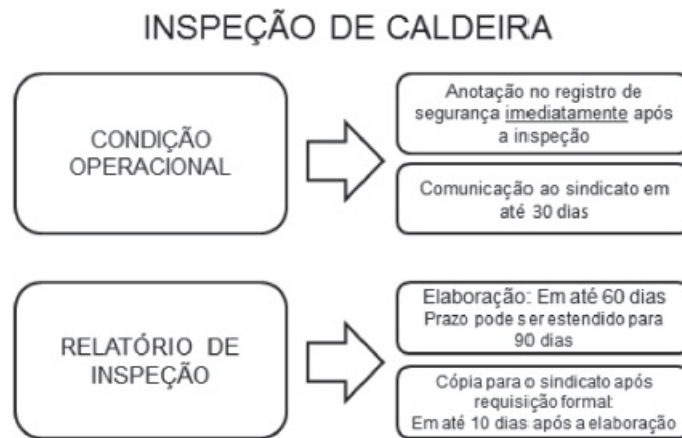 INSPEÇÃO DE CALDEIRA
CONDIÇÃO
OPERACIONAL
Anotação no registro de
segurança imediatamente após
a inspeção
Comunicação ao sindicato em
até 30 dias
RELATÓRIO DE
INSPEÇÃO
Elaboração: Em até 60 dias
Prazo pode ser estendido para
90 dias
Cópia para o sindicato após
requisição formal:
Em até 10 dias após a elaboração